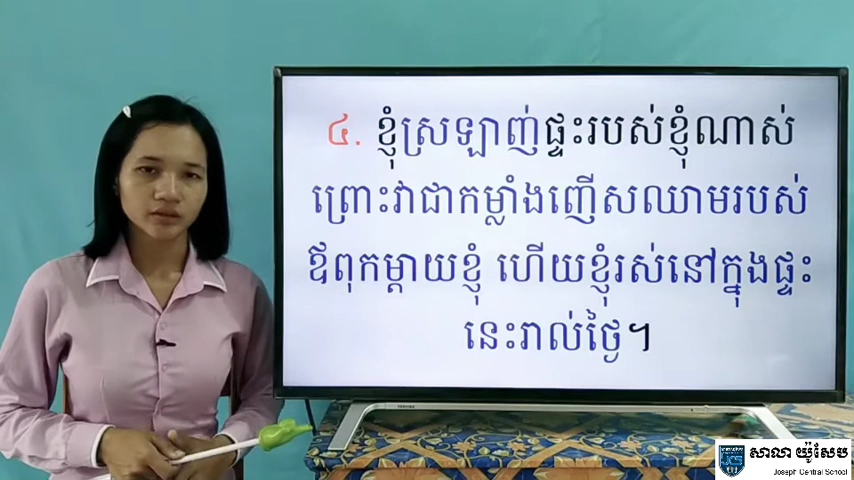 ៤. ខ្ញុំស្រឡាញ់ផ្ទះរបស់ខ្ញុំណាស់
ព្រោះវាជាកម្លាំងញើសឈាមរបស់
ឪពុកម្ដាយខ្ញុំ ហើយខ្ញុំរស់នៅក្នុងផ្ទះ
នេះរាល់ថ្ងៃ។
TOSHIBA
JCS
សាលា យ៉ូសែប
Joseph Central School